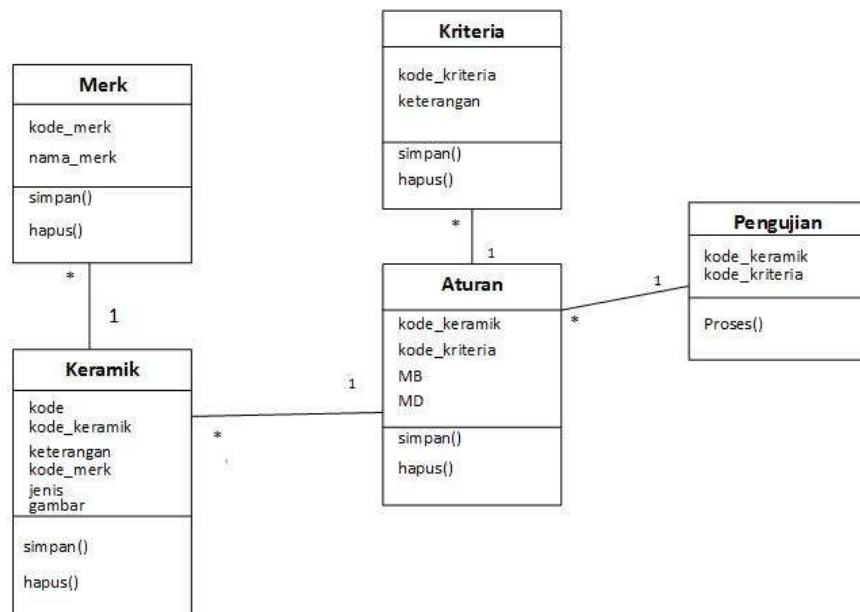 Merk
kode_merk
nama_merk
simpan()
hapus()
*
1
Keramik
kode
kode_keramik
keterangan
kode_merk
jenis
gambar
simpan()
hapus()
*
1
Kriteria
kode_kriteria
keterangan
simpan()
hapus()
*
1
Aturan
kode_keramik
kode_kriteria
MB
MD
simpan()
hapus()
*
1
Pengujian
kode_keramik
kode_kriteria
Proses()